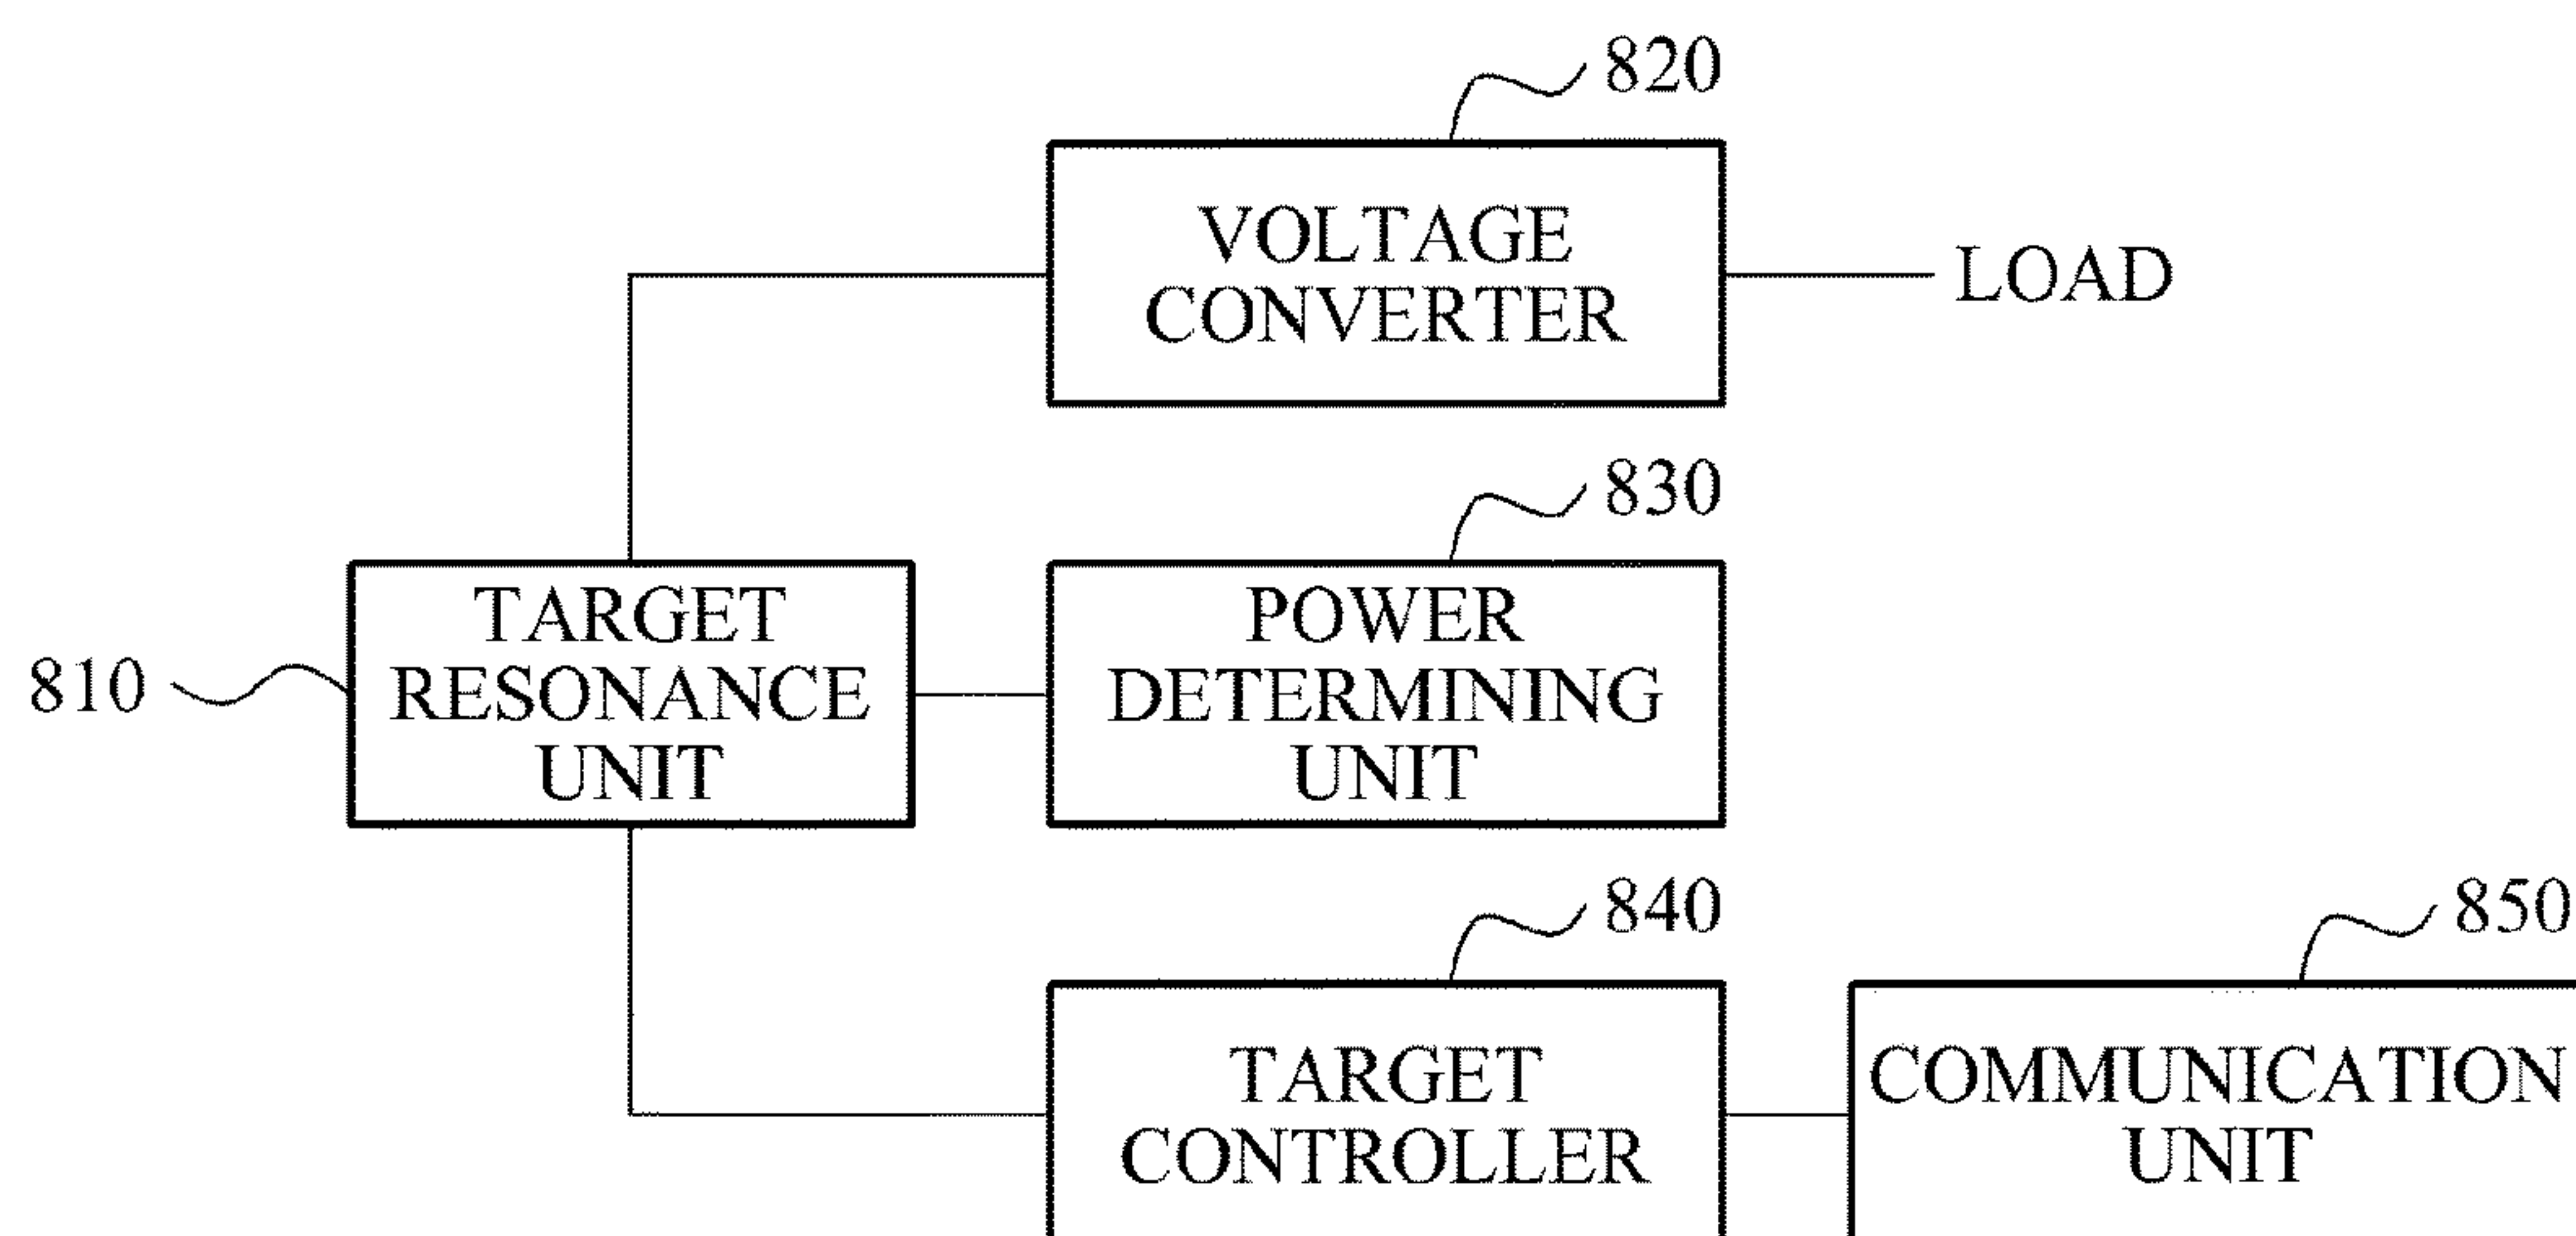 820
VOLTAGE
CONVERTER
LOAD
830
810
TARGET
RESONANCE
UNIT
POWER
DETERMINING
UNIT
840
850
TARGET
CONTROLLER
COMMUNICATION
UNIT